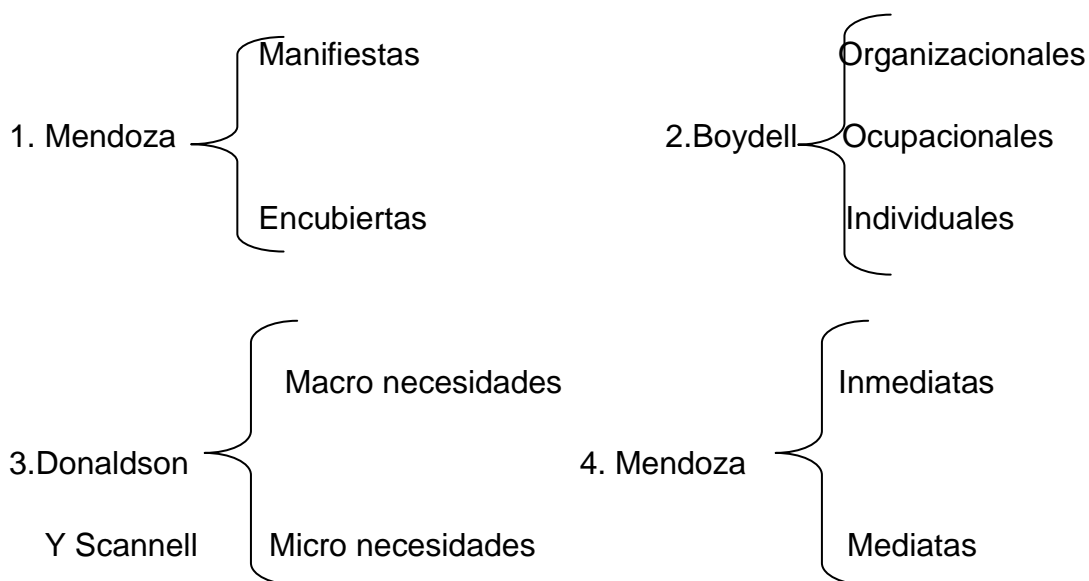 Manifiestas
1. Mendoza
Encubiertas
Organizacionales
2.Boydell Ocupacionales
Individuales
Macro necesidades
3.Donaldson
Y Scannell Micro necesidades
Inmediatas
4. Mendoza
Mediatas